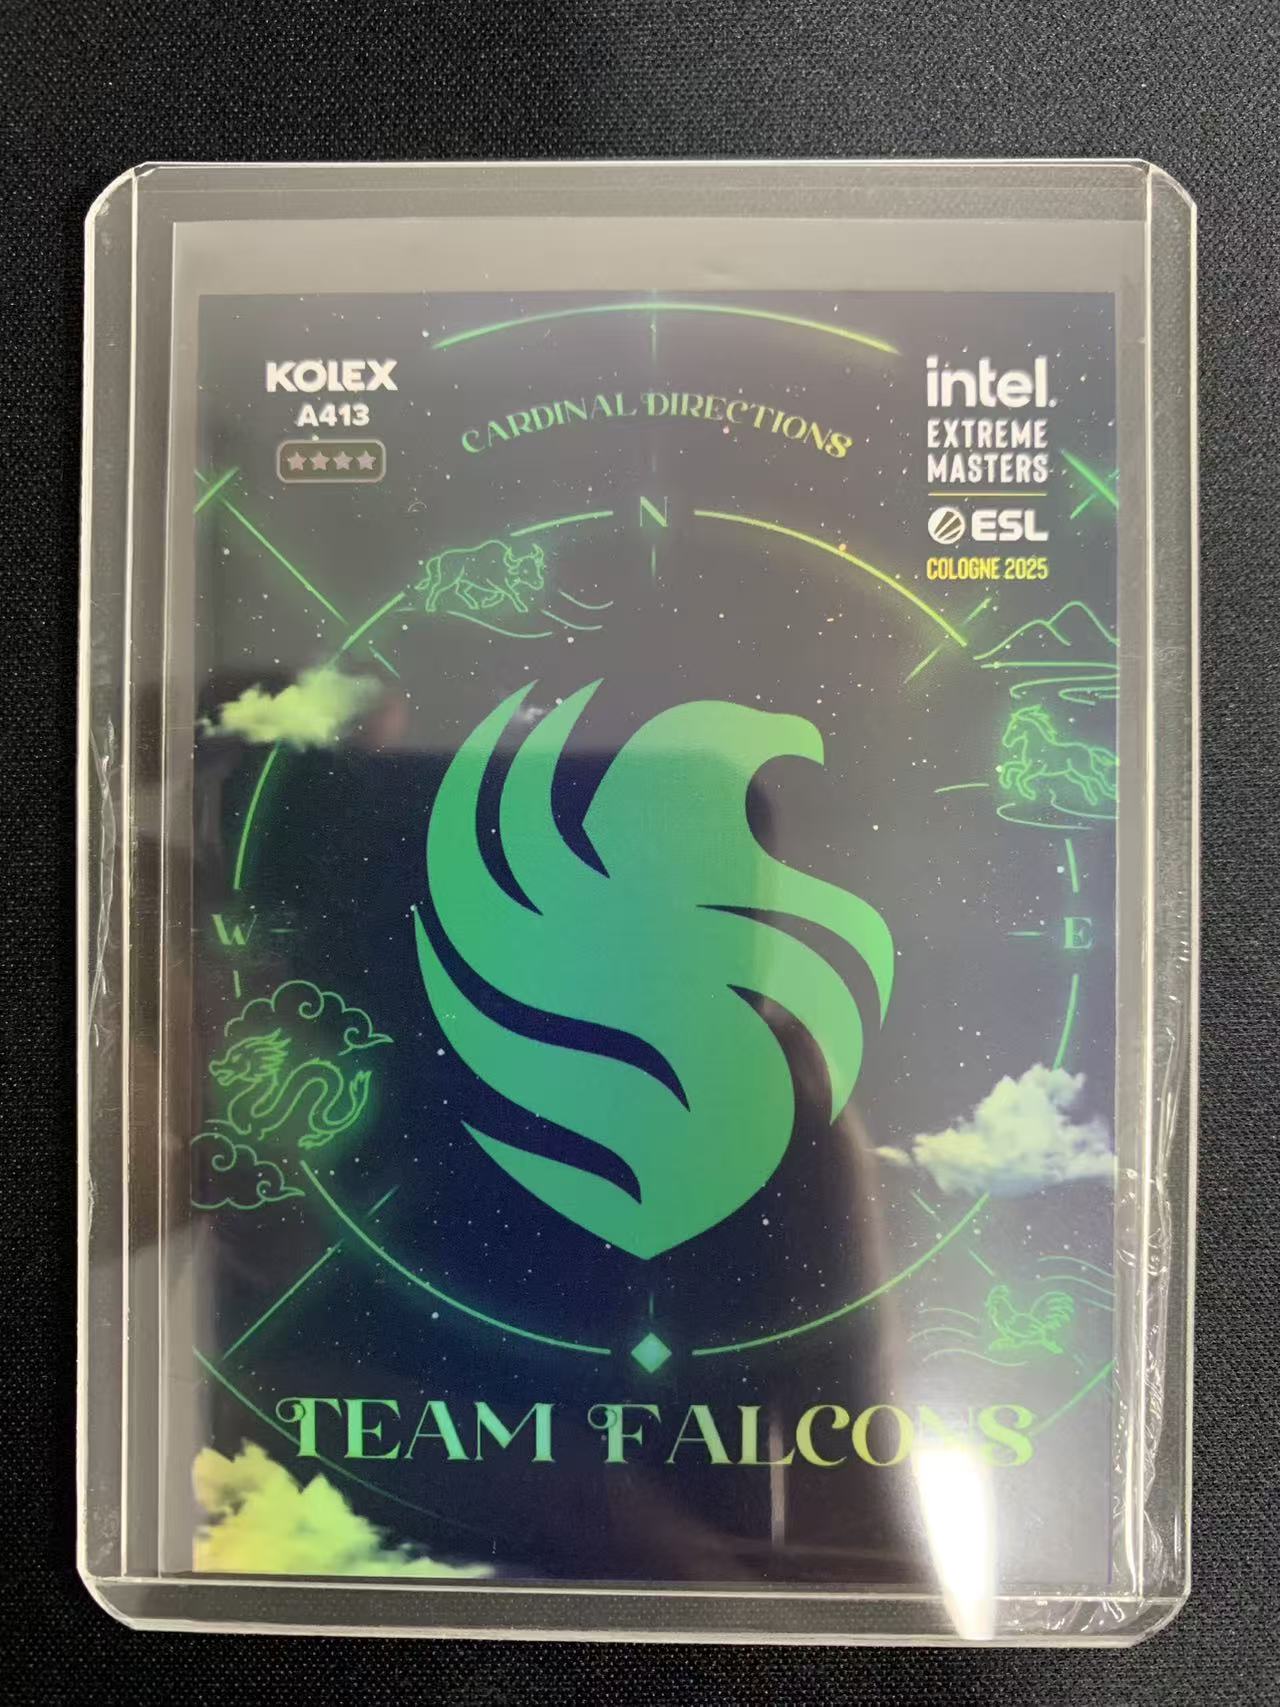 KOLEX
A413
CARDINAL DIRECTIONS
intel.
EXTREME
MASTERS
ESL
COLOGNE 2025
N
W
E
TEAM FALCONS